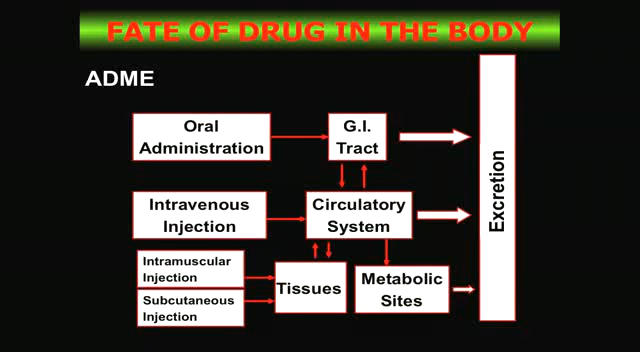 FATE OF DRUG IN THE BODY
ADME
Oral
Administration
G.I.
Tract
Intravenous
Injection
Circulatory
System
Intramuscular
Injection
Subcutaneous
Injection
Tissues
Metabolic
Sites
Excretion